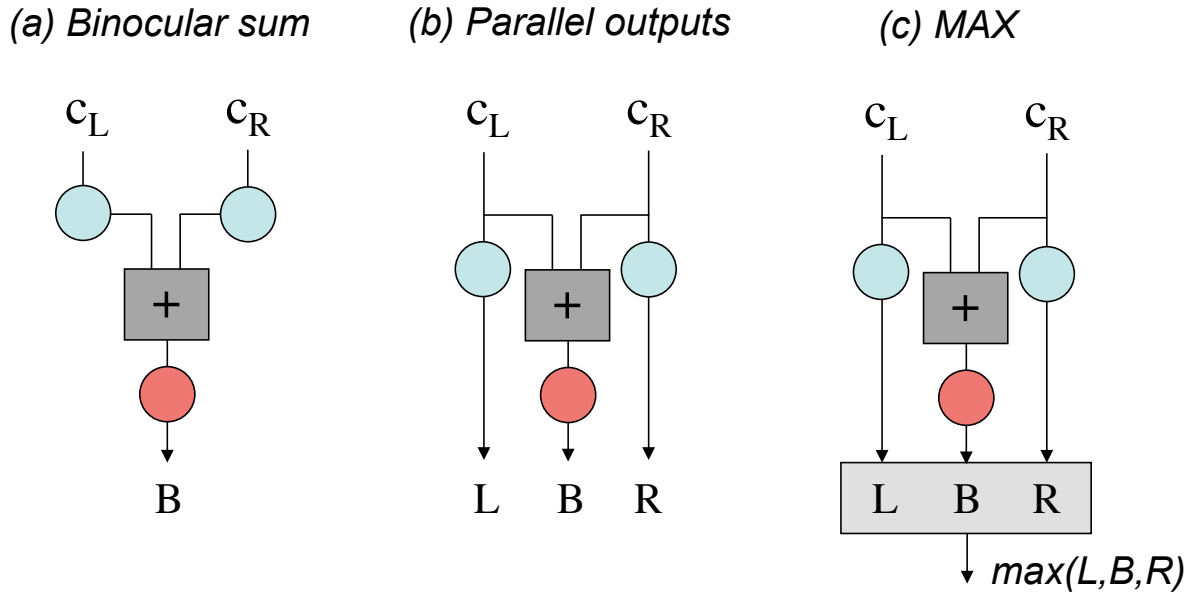 (a) Binocular sum
(b) Parallel outputs
(c) MAX
cL cR
cL cR
cL cR
+
+
+
B
L B R
L B R
max(L,B,R)